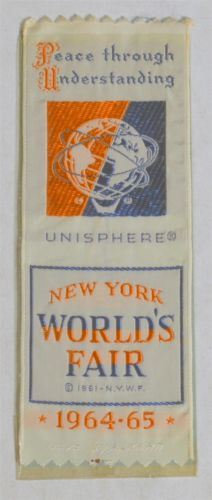 Peace through
Understanding
UNISPHERE®
NEW YORK
WORLD'S
FAIR
© 1961 - N.Y.W.F.
* 1964-65 *